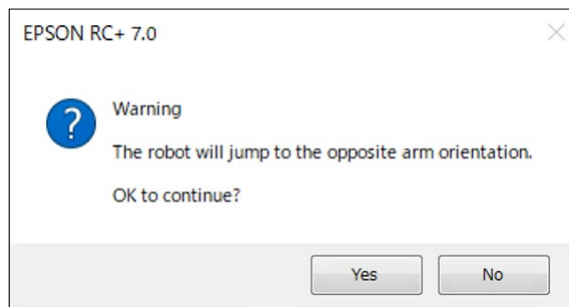 EPSON RC+ 7.0
Warning
The robot will jump to the opposite arm orientation.
OK to continue?
Yes
No